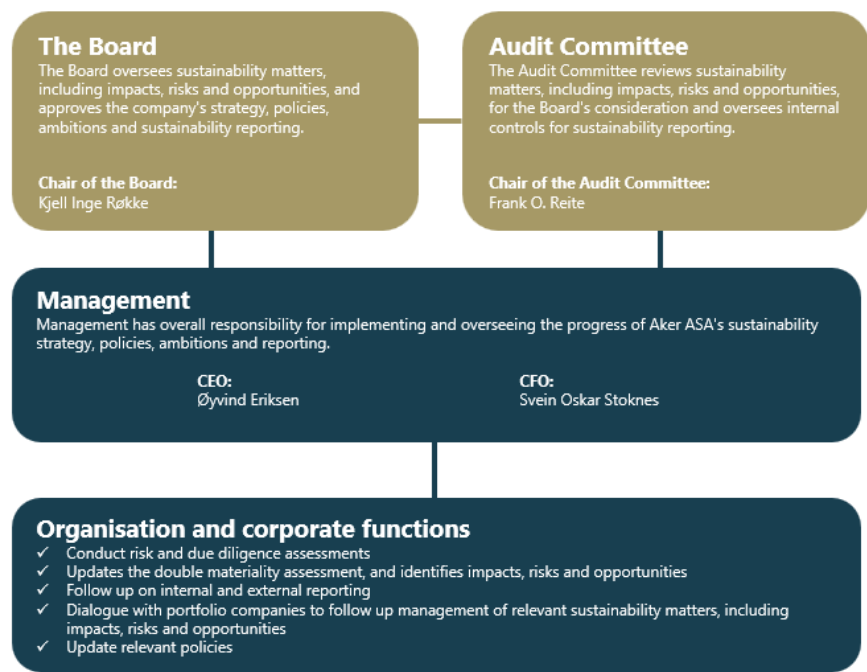 The Board
The Board oversees sustainability matters,
including impacts, risks and opportunities, and
approves the company's strategy, policies,
ambitions and sustainability reporting.
Chair of the Board:
Kjell Inge Røkke
Audit Committee
The Audit Committee reviews sustainability
matters, including impacts, risks and opportunities,
for the Board's consideration and oversees internal
controls for sustainability reporting.
Chair of the Audit Committee:
Frank O. Reite
Management
Management has overall responsibility for implementing and overseeing the progress of Aker ASA's sustainability
strategy, policies, ambitions and reporting.
CEO:
Øyvind Eriksen
CFO:
Svein Oskar Stoknes
Organisation and corporate functions
✓ Conduct risk and due diligence assessments
✓ Updates the double materiality assessment, and identifies impacts, risks and opportunities
✓ Follow up on internal and external reporting
✓ Dialogue with portfolio companies to follow up management of relevant sustainability matters, including
impacts, risks and opportunities
✓ Update relevant policies